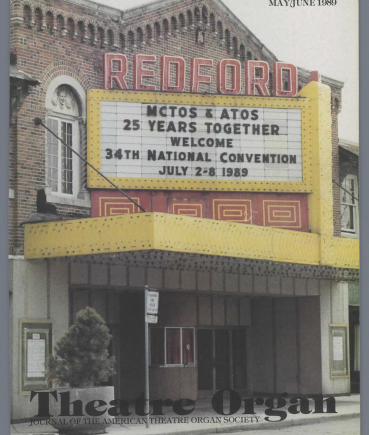 MAY/JUNE 1989
REDFORD
MCTOS & ATOS
25 YEARS TOGETHER
WELCOME
34TH NATIONAL CONVENTION
JULY 2-8 1989
Theatre Organ
JOURNAL OF THE AMERICAN THEATRE ORGAN SOCIETY